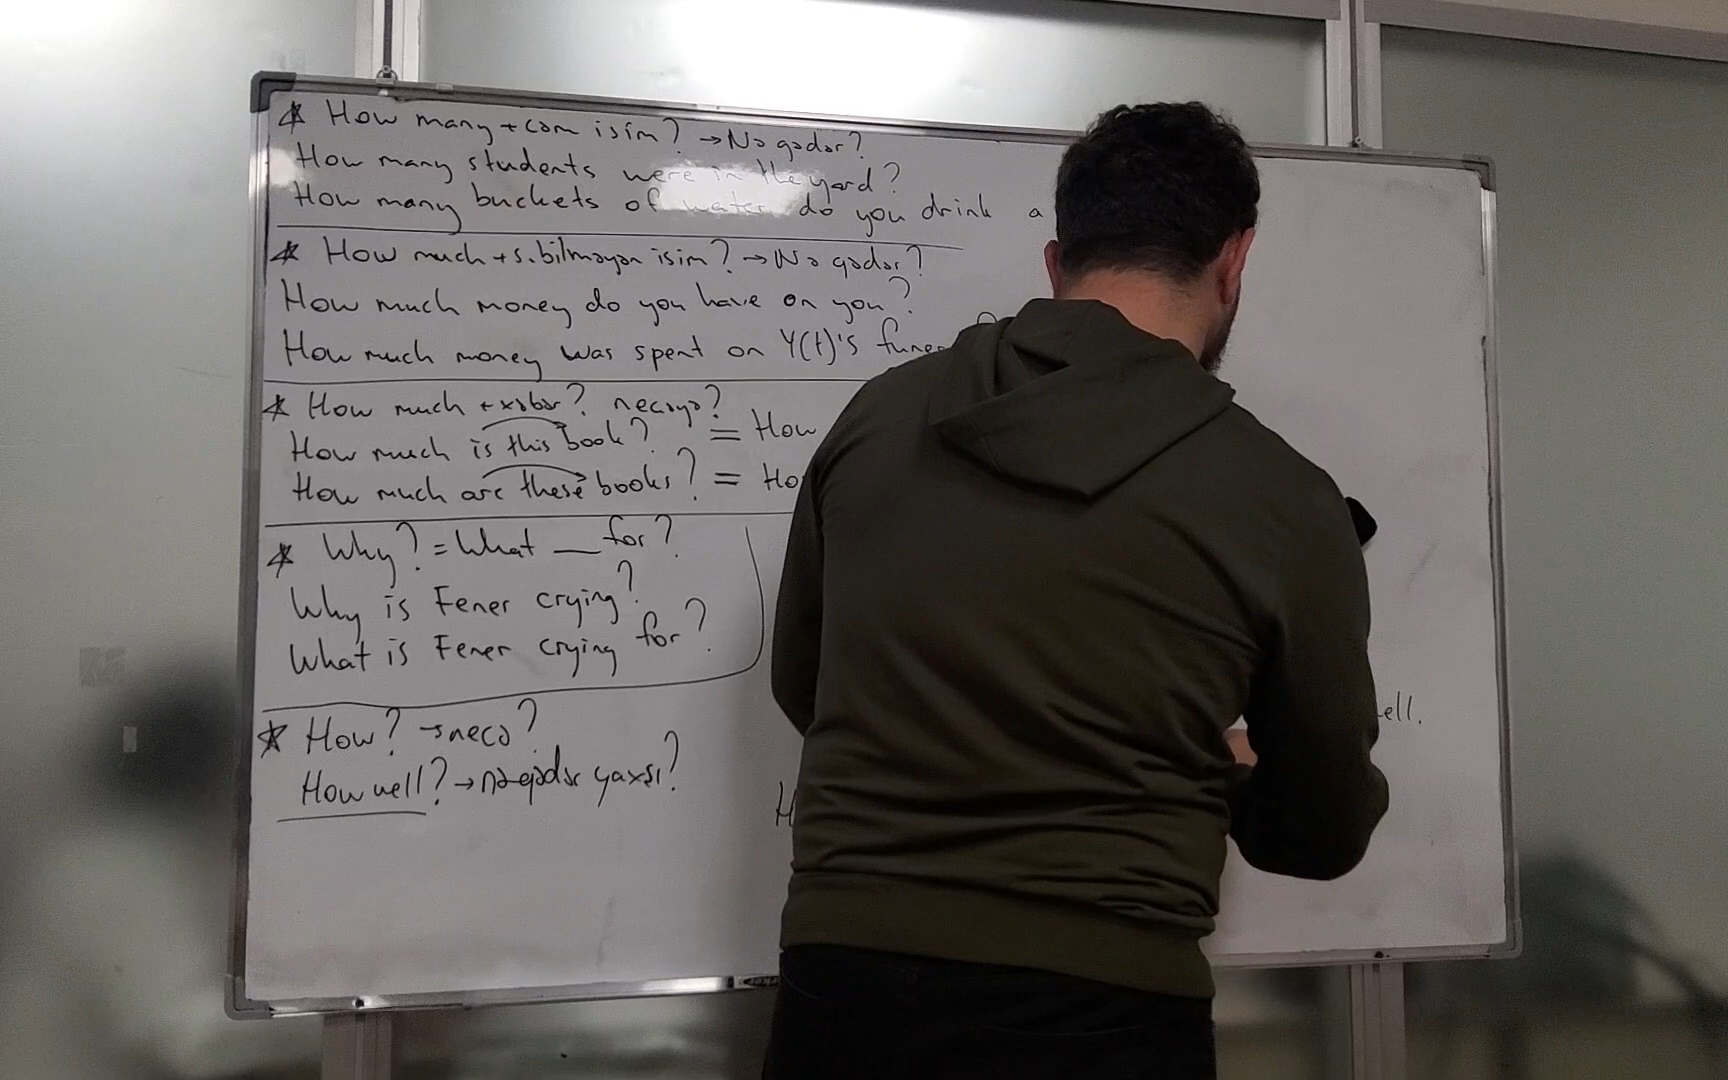 * How many + cəm isim? → Nə qədər?
How many students were in the yard?
How many buckets of water do you drink a
* How much + s. bilməyən isim? → Nə qədər?
How much money do you have on you?
How much money was spent on Y(t)'s
* How much + xəbər? neçəyə?
How much is this book? = How
How much are these books? =
* Why? = What __ for?
Why is Fener crying?
What is Fener crying for?
* How? → necə?
How well? → nə qədər yaxşı?